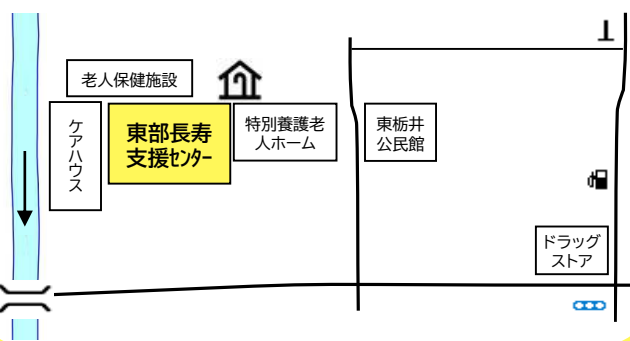 老人保健施設
ケアハウス
東部長寿
支援センター
特別養護老
人ホーム
東栃井
公民館
ドラッグ
ストア